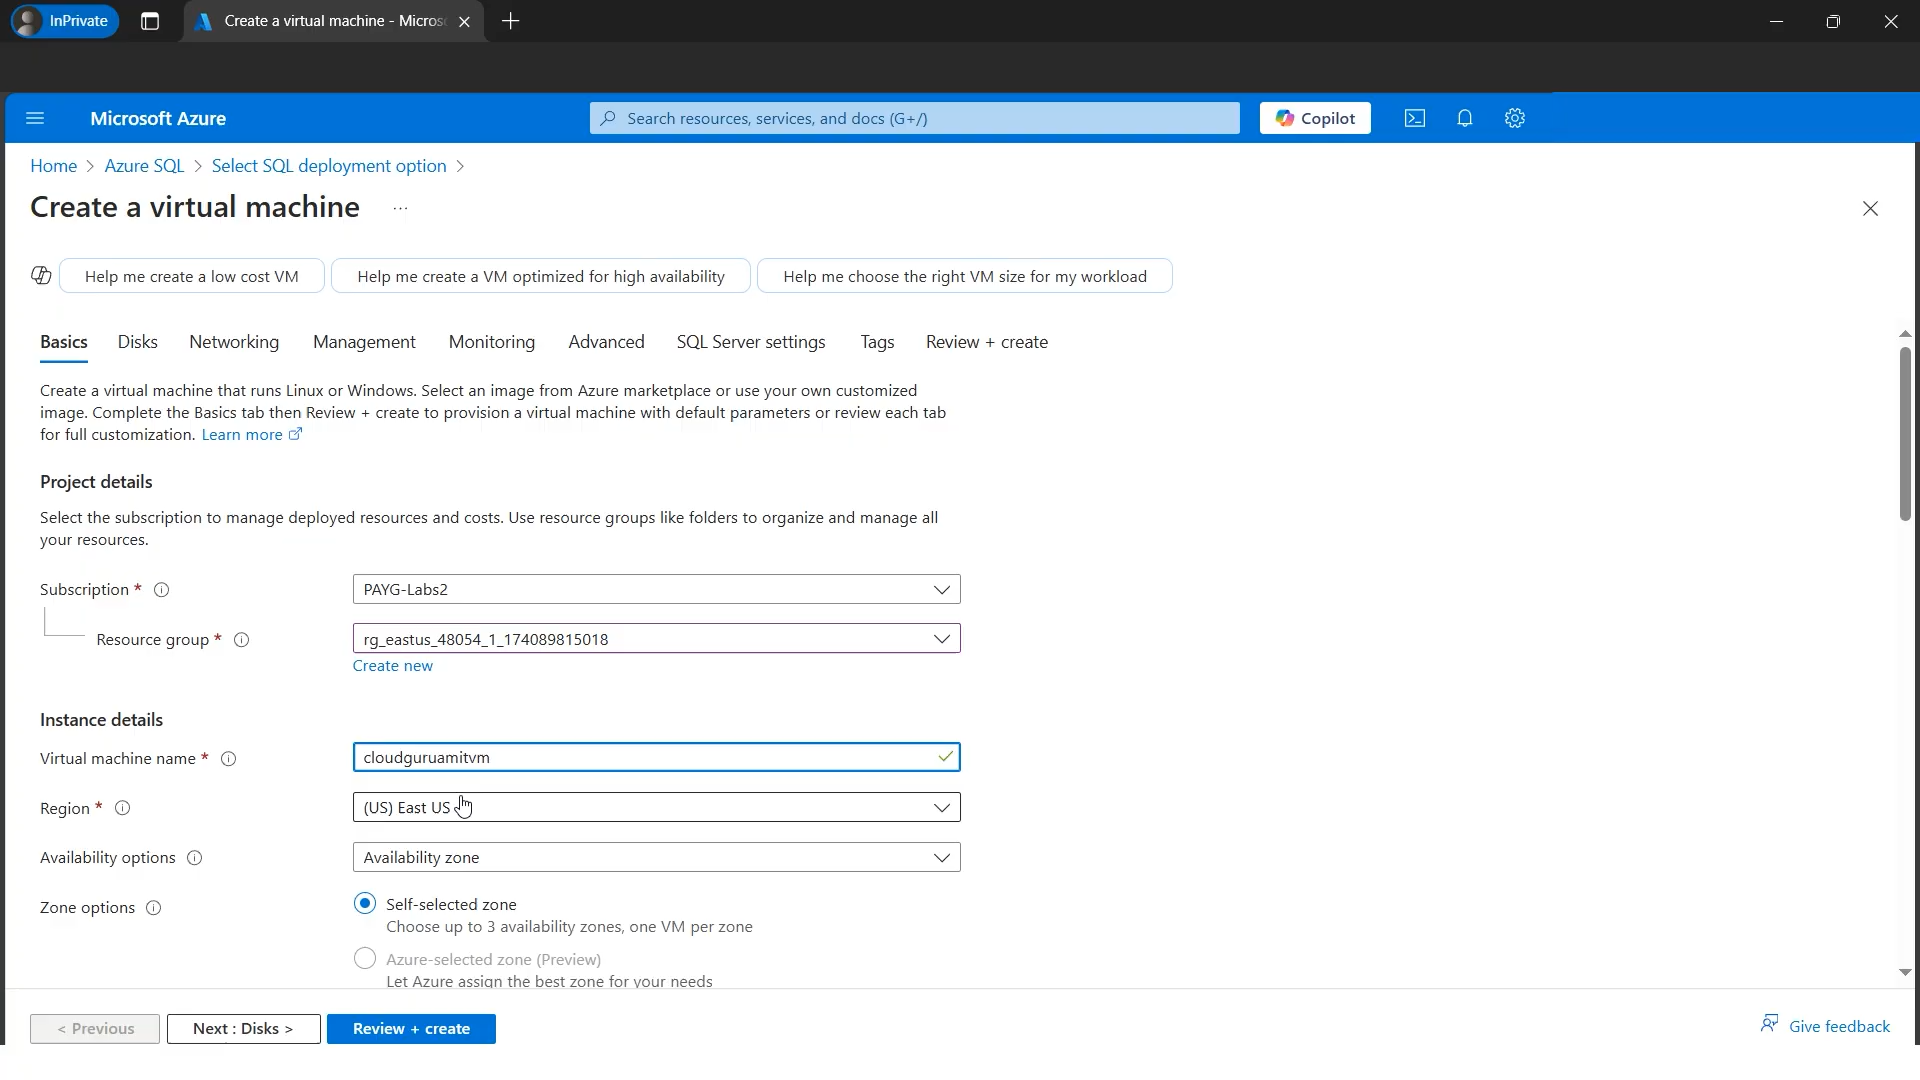 InPrivate
Create a virtual machine - Micros
Microsoft Azure
Search resources, services, and docs (G+/)
Copilot
Home > Azure SQL > Select SQL deployment option >
Create a virtual machine ...
Help me create a low cost VM
Help me create a VM optimized for high availability
Help me choose the right VM size for my workload
Basics Disks Networking Management Monitoring Advanced SQL Server settings Tags Review + create
Create a virtual machine that runs Linux or Windows. Select an image from Azure marketplace or use your own customized
image. Complete the Basics tab then Review + create to provision a virtual machine with default parameters or review each tab
for full customization. Learn more
Project details
Select the subscription to manage deployed resources and costs. Use resource groups like folders to organize and manage all
your resources.
Subscription *
PAYG-Labs2
Resource group *
rg_eastus_48054_1_174089815018
Create new
Instance details
Virtual machine name *
cloudguruamitvm
Region *
(US) East US
Availability options
Availability zone
Zone options
Self-selected zone
Choose up to 3 availability zones, one VM per zone
Azure-selected zone (Preview)
Let Azure assign the best zone for your needs
< Previous
Next : Disks >
Review + create
Give feedback